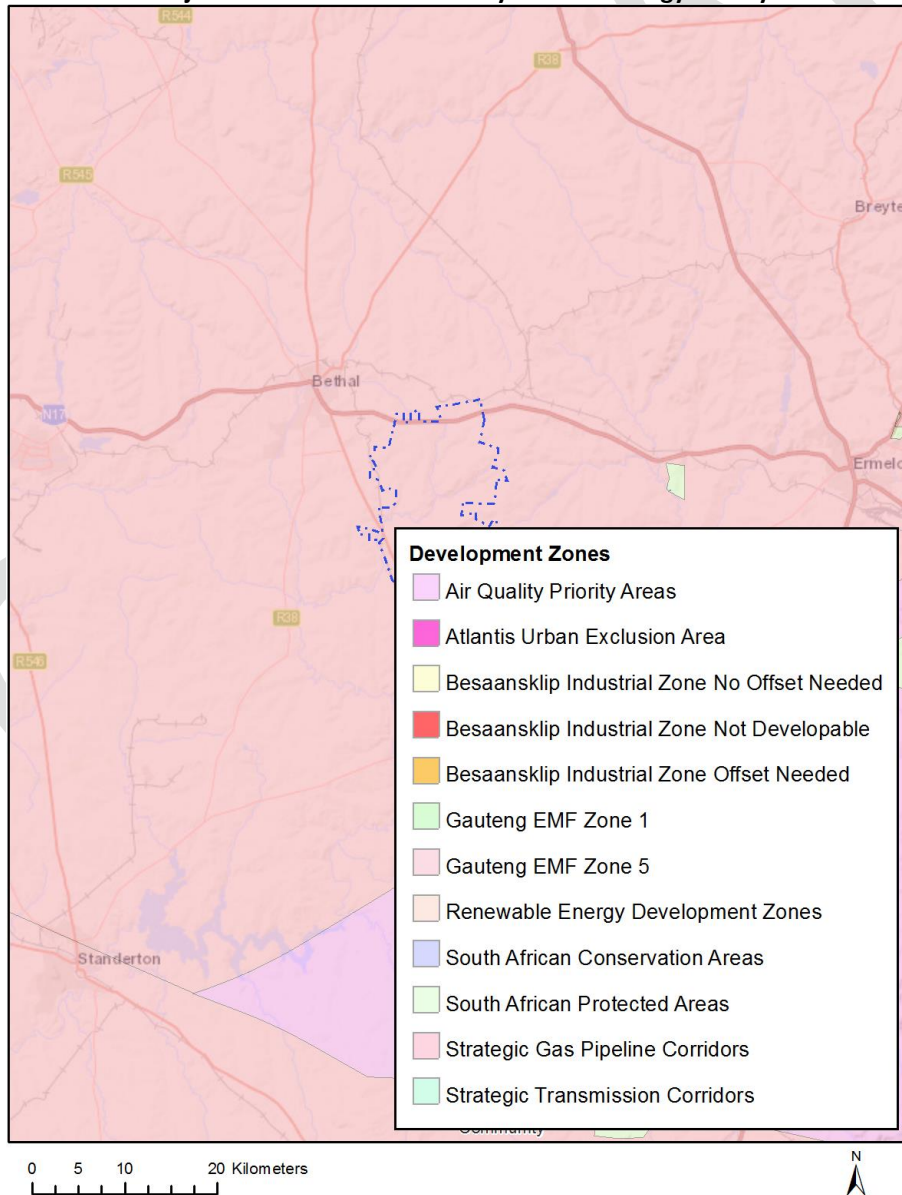 R544
R38
R545
Breyte
Bethal
N17
Ermelo
R38
R546
Standerton
Development Zones
Air Quality Priority Areas
Atlantis Urban Exclusion Area
Besaansklip Industrial Zone No Offset Needed
Besaansklip Industrial Zone Not Developable
Besaansklip Industrial Zone Offset Needed
Gauteng EMF Zone 1
Gauteng EMF Zone 5
Renewable Energy Development Zones
South African Conservation Areas
South African Protected Areas
Strategic Gas Pipeline Corridors
Strategic Transmission Corridors
0 5 10 20 Kilometers
N